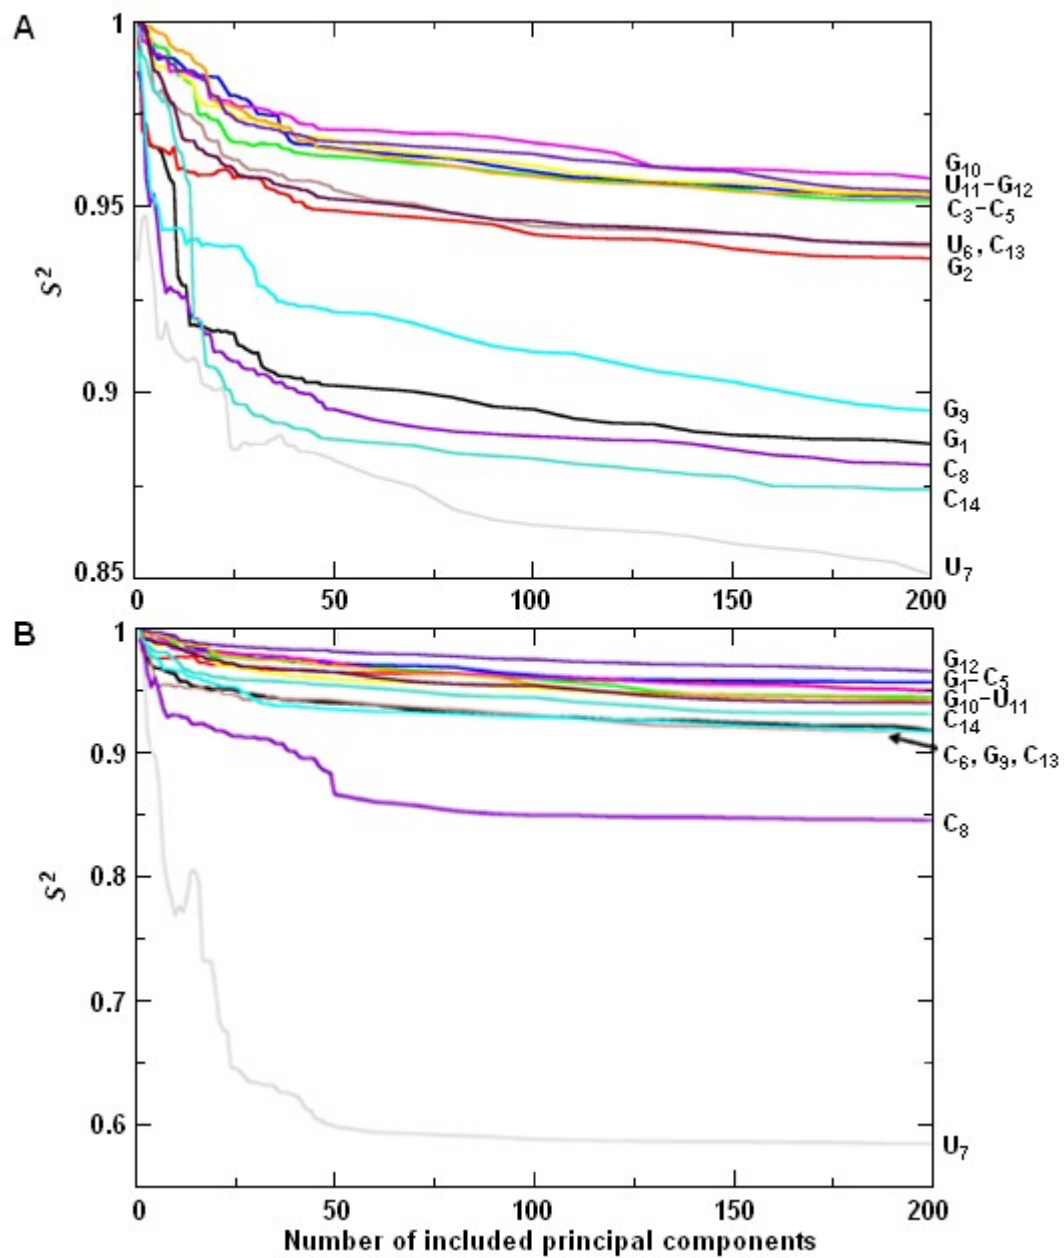 A
1
0.95
0.9
0.85
S²
G₁₀
U₁₁–G₁₂
C₃–C₅
U₆, C₁₃
G₂
G₉
G₁
C₈
C₁₄
U₇
0 50 100 150 200
B
1
0.9
0.8
0.7
0.6
S²
G₁₂
G₁–C₅
G₁₀–U₁₁
C₁₄
C₆, G₉, C₁₃
C₈
U₇
0 50 100 150 200
Number of included principal components